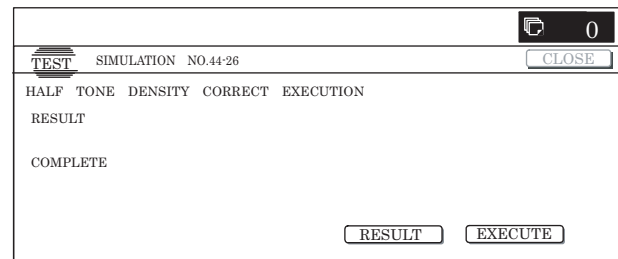 0
TEST SIMULATION NO.44-26 CLOSE
HALF TONE DENSITY CORRECT EXECUTION
RESULT
COMPLETE
RESULT EXECUTE